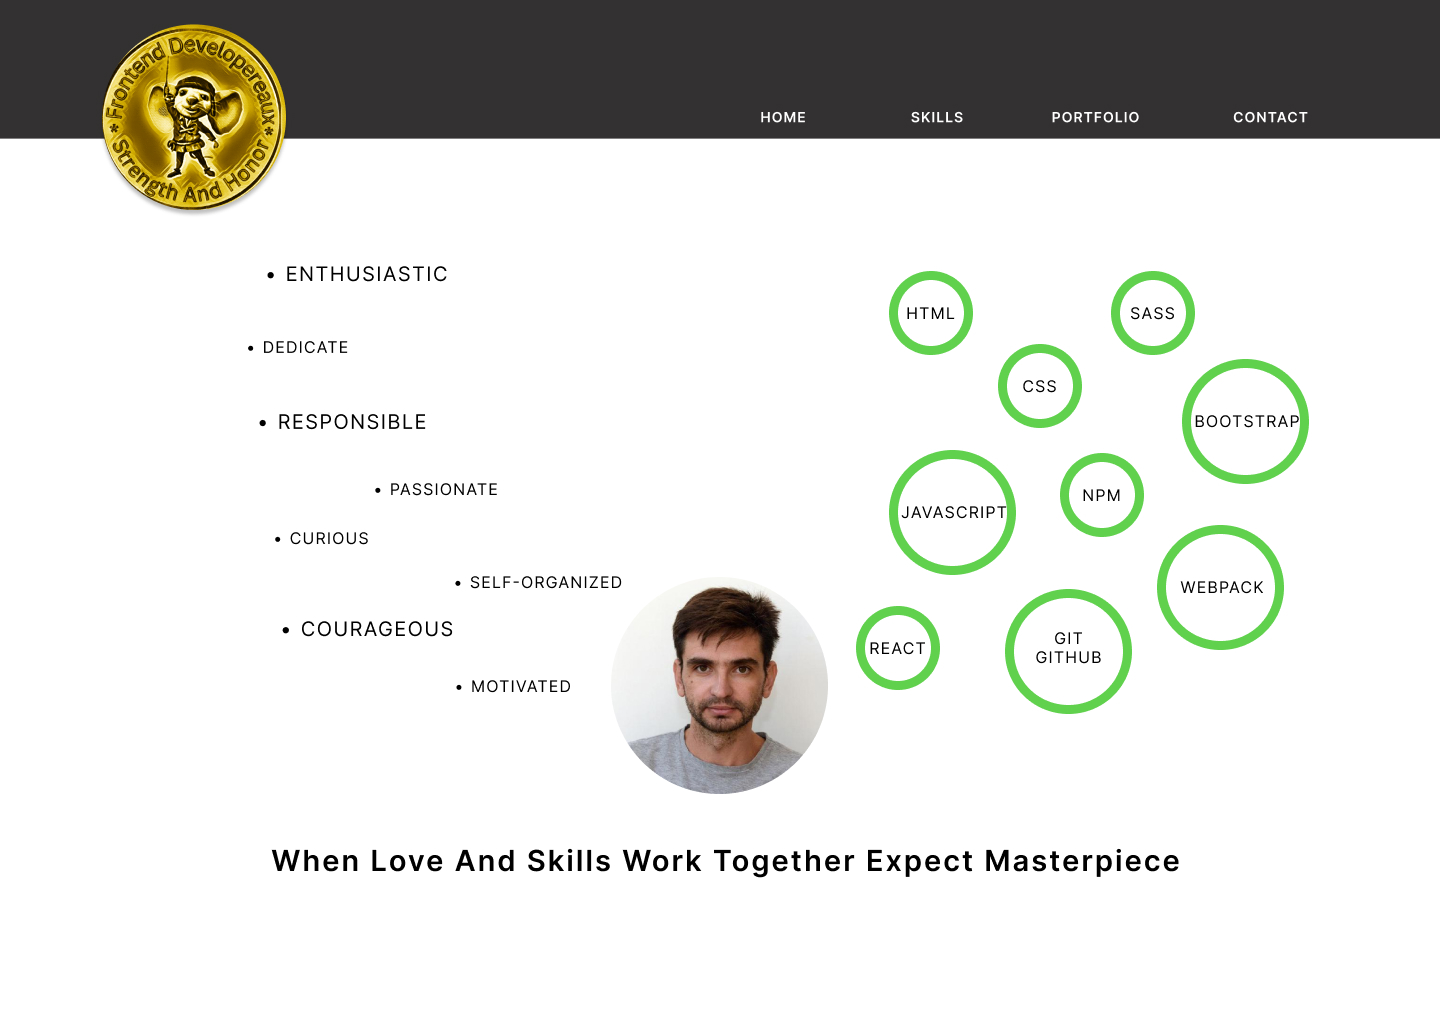 Frontend Developereaux
* Strength And Honor *
HOME
SKILLS
PORTFOLIO
CONTACT
• ENTHUSIASTIC
• DEDICATE
• RESPONSIBLE
• PASSIONATE
• CURIOUS
• SELF-ORGANIZED
• COURAGEOUS
• MOTIVATED
HTML
SASS
CSS
BOOTSTRAP
JAVASCRIPT
NPM
WEBPACK
REACT
GIT
GITHUB
When Love And Skills Work Together Expect Masterpiece